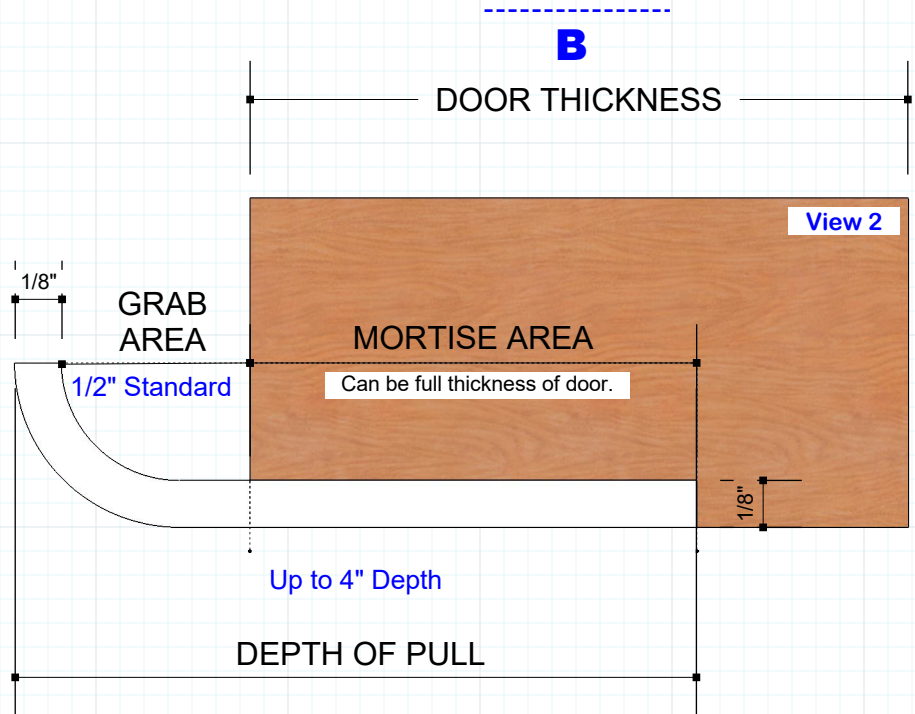 B
DOOR THICKNESS
View 2
1/8"
GRAB
AREA
MORTISE AREA
1/2" Standard
Can be full thickness of door.
1/8"
Up to 4" Depth
DEPTH OF PULL